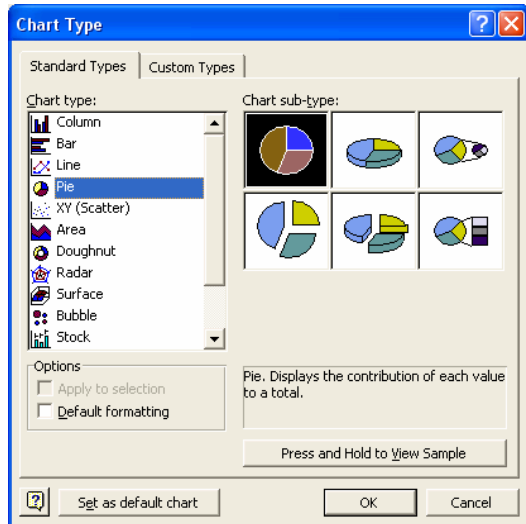 Chart Type
Standard Types
Custom Types
Chart type:
Column
Bar
Line
Pie
XY (Scatter)
Area
Doughnut
Radar
Surface
Bubble
Stock
Chart sub-type:
Options
Apply to selection
Default formatting
Pie. Displays the contribution of each value
to a total.
Press and Hold to View Sample
Set as default chart
OK
Cancel